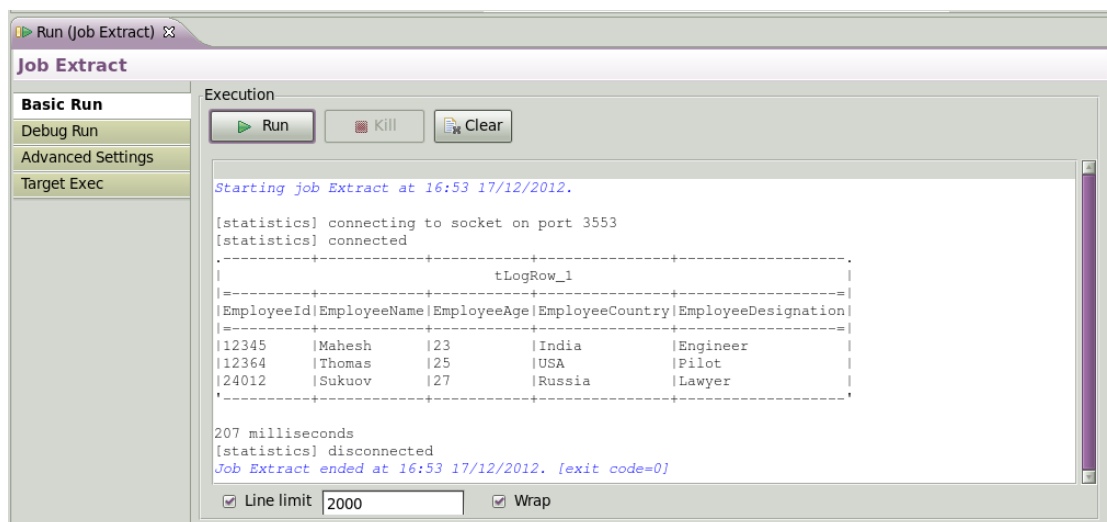 Run (Job Extract)
Job Extract
Basic Run
Debug Run
Advanced Settings
Target Exec
Execution
Run Kill Clear
Starting job Extract at 16:53 17/12/2012.
[statistics] connecting to socket on port 3553
[statistics] connected
.----------+------------+-----------+---------------+-------------------.
| tLogRow_1 |
|=---------+------------+-----------+---------------+------------------=|
|EmployeeId|EmployeeName|EmployeeAge|EmployeeCountry|EmployeeDesignation|
|=---------+------------+-----------+---------------+------------------=|
|12345 |Mahesh |23 |India |Engineer |
|12364 |Thomas |25 |USA |Pilot |
|24012 |Sukuov |27 |Russia |Lawyer |
'----------+------------+-----------+---------------+-------------------'
207 milliseconds
[statistics] disconnected
Job Extract ended at 16:53 17/12/2012. [exit code=0]
Line limit 2000 Wrap